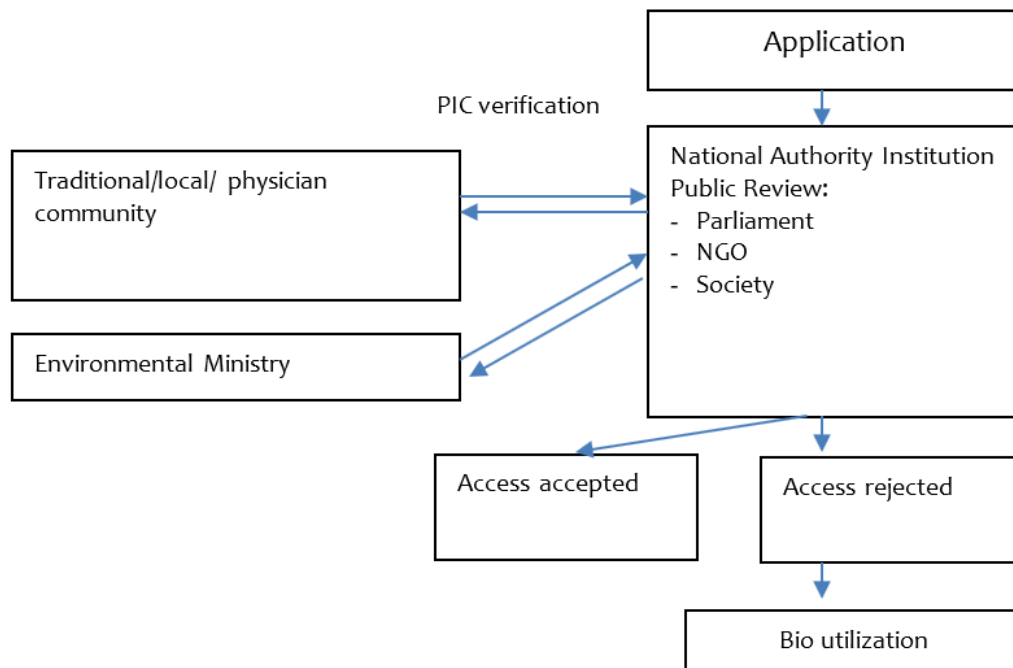 Application
PIC verification
National Authority Institution
Public Review:
- Parliament
- NGO
- Society
Traditional/local/ physician
community
Environmental Ministry
Access accepted
Access rejected
Bio utilization